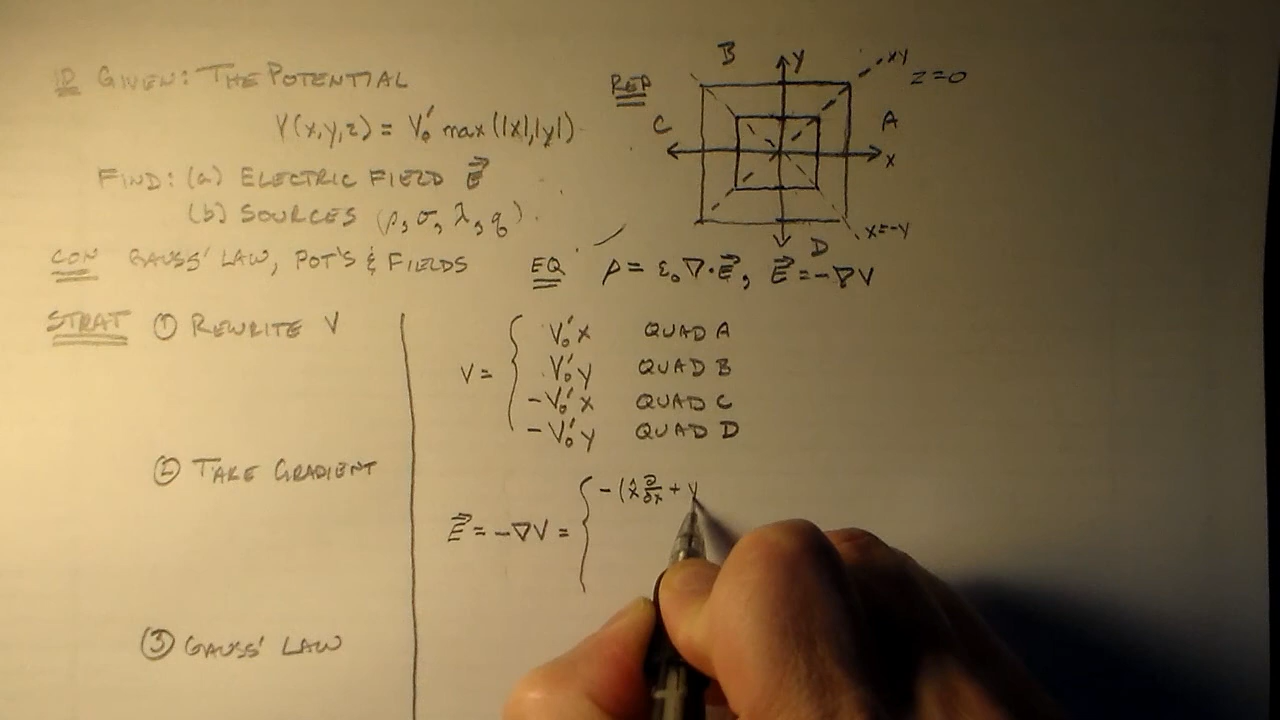 ID GIVEN: THE POTENTIAL
V(x,y,z) = V₀' max(|x|,|y|)
FIND: (a) ELECTRIC FIELD E⃗
(b) SOURCES (ρ, σ, λ, q).
REP
B
y
xy
z=0
C
A
x
D
x=-y
CON GAUSS' LAW, POT'S & FIELDS
EQ ρ = ε₀ ∇·E⃗, E⃗ = -∇V
STRAT ① REWRITE V
V = { V₀'x QUAD A
V₀'y QUAD B
-V₀'x QUAD C
-V₀'y QUAD D
② TAKE GRADIENT
E⃗ = -∇V = { -(x̂ ∂/∂x + y
③ GAUSS' LAW